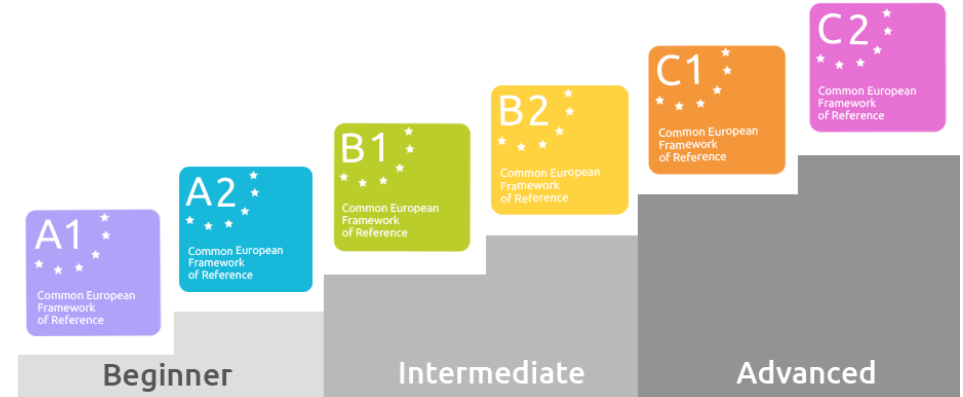 A1
Common European
Framework
of Reference
A2
Common European
Framework
of Reference
B1
Common European
Framework
of Reference
B2
Common European
Framework
of Reference
C1
Common European
Framework
of Reference
C2
Common European
Framework
of Reference
Beginner
Intermediate
Advanced